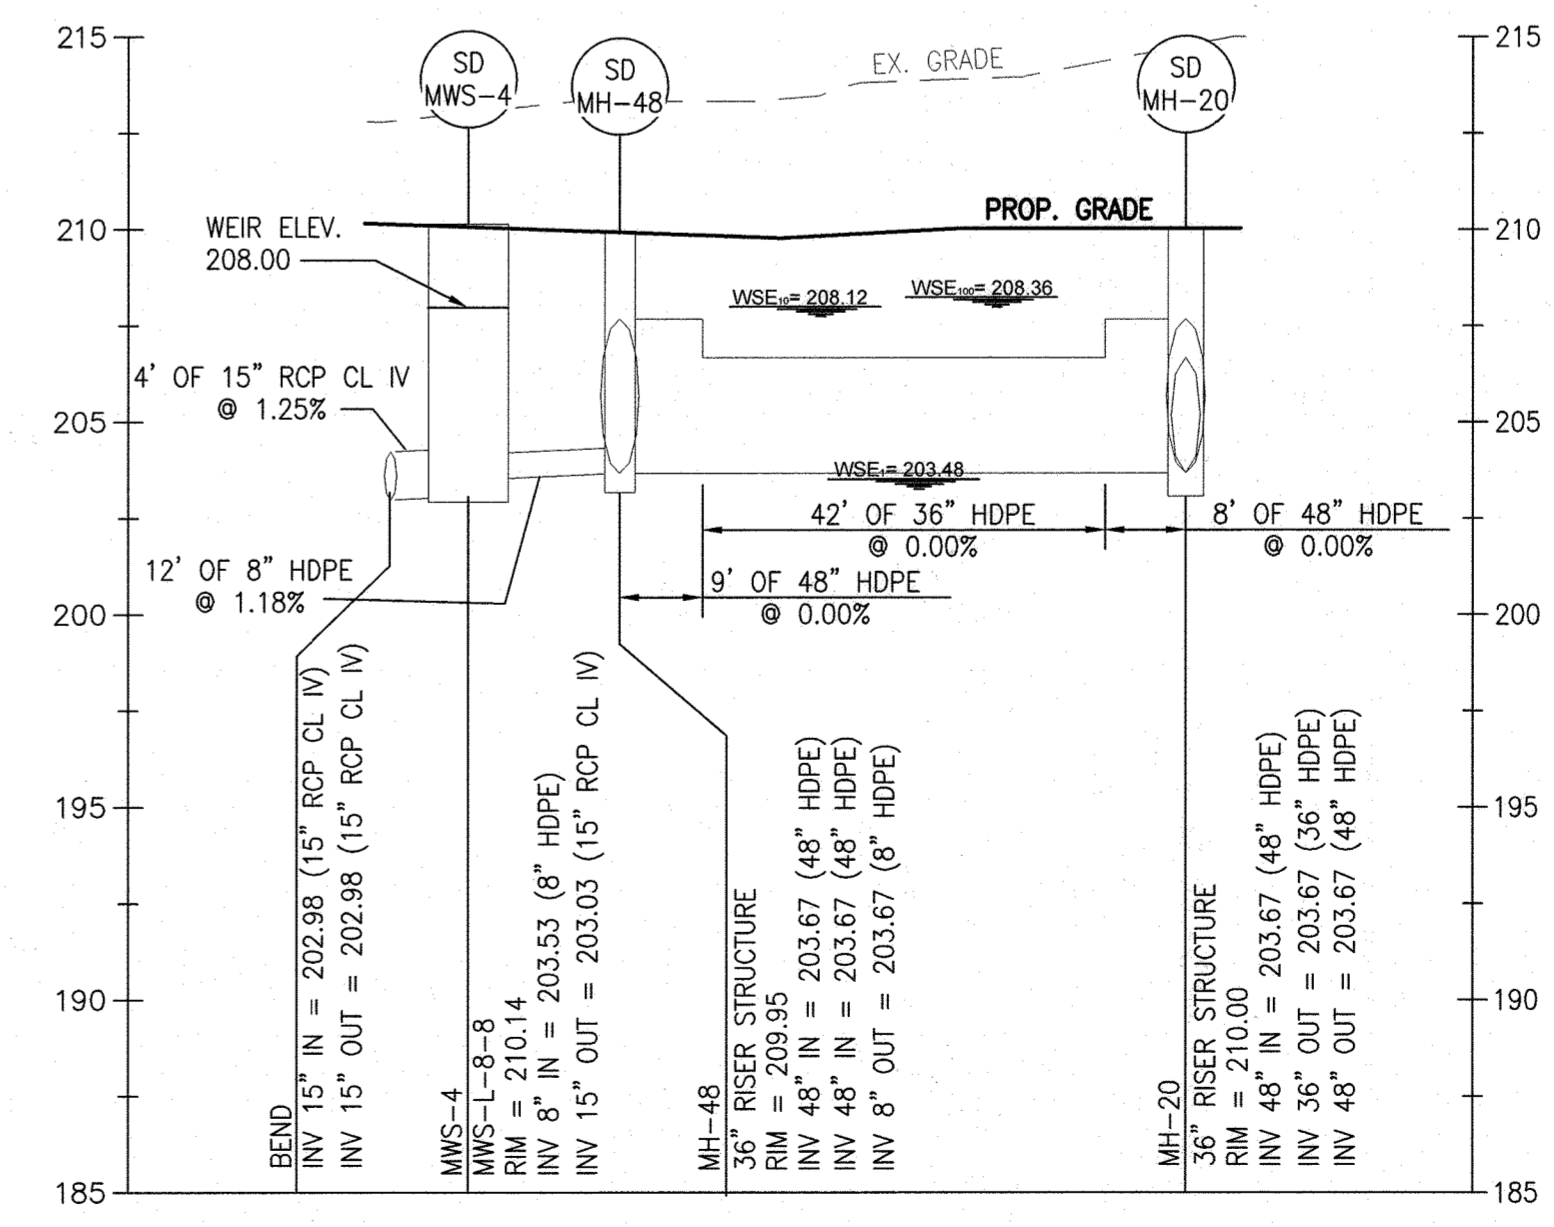 215
SD
MWS-4
SD
MH-48
EX. GRADE
SD
MH-20
215
210
WEIR ELEV.
208.00
PROP. GRADE
210
WSE₁₀= 208.12
WSE₁₀₀= 208.36
4' OF 15" RCP CL IV
@ 1.25%
205
WSE₁= 203.48
205
42' OF 36" HDPE
@ 0.00%
8' OF 48" HDPE
@ 0.00%
12' OF 8" HDPE
@ 1.18%
9' OF 48" HDPE
@ 0.00%
200
200
195
195
190
190
185
185
BEND
INV 15" IN = 202.98 (15" RCP CL IV)
INV 15" OUT = 202.98 (15" RCP CL IV)
MWS-4
MWS-L-8-8
RIM = 210.14
INV 8" IN = 203.53 (8" HDPE)
INV 15" OUT = 203.03 (15" RCP CL IV)
MH-48
36" RISER STRUCTURE
RIM = 209.95
INV 48" IN = 203.67 (48" HDPE)
INV 48" IN = 203.67 (48" HDPE)
INV 8" OUT = 203.67 (8" HDPE)
MH-20
36" RISER STRUCTURE
RIM = 210.00
INV 48" IN = 203.67 (48" HDPE)
INV 36" OUT = 203.67 (36" HDPE)
INV 48" OUT = 203.67 (48" HDPE)